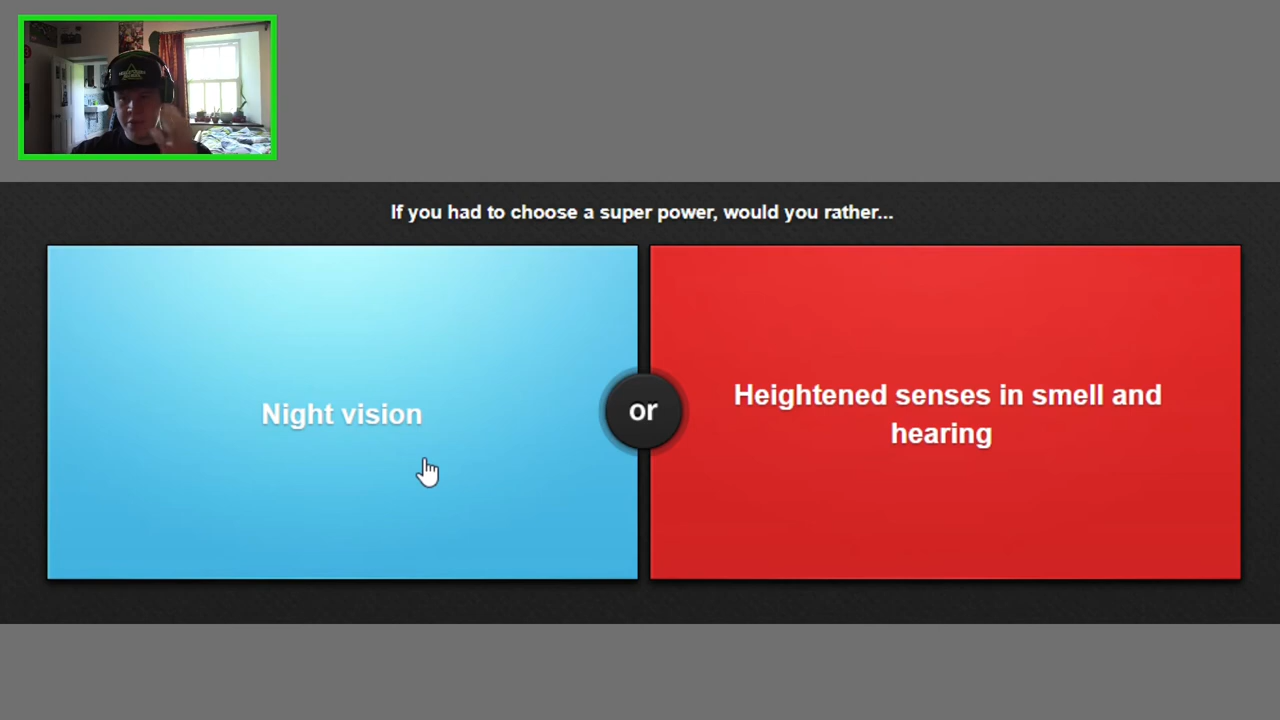 If you had to choose a super power, would you rather...
Night vision
or
Heightened senses in smell and
hearing